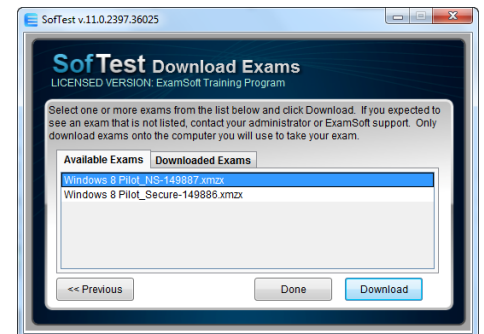 SofTest v.11.0.2397.36025
SofTest Download Exams
LICENSED VERSION: ExamSoft Training Program
Select one or more exams from the list below and click Download. If you expected to
see an exam that is not listed, contact your administrator or ExamSoft support. Only
download exams onto the computer you will use to take your exam.
Available Exams Downloaded Exams
Windows 8 Pilot_NS-149887.xmzx
Windows 8 Pilot_Secure-149886.xmzx
<< Previous Done Download